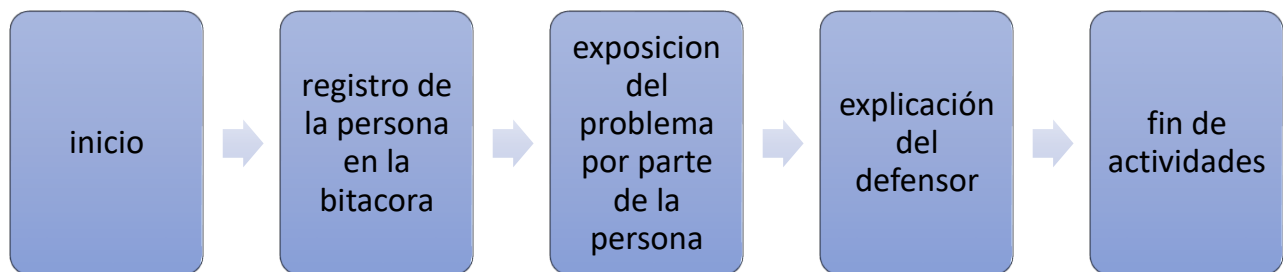 inicio
registro de
la persona
en la
bitacora
exposicion
del
problema
por parte
de la
persona
explicación
del
defensor
fin de
actividades